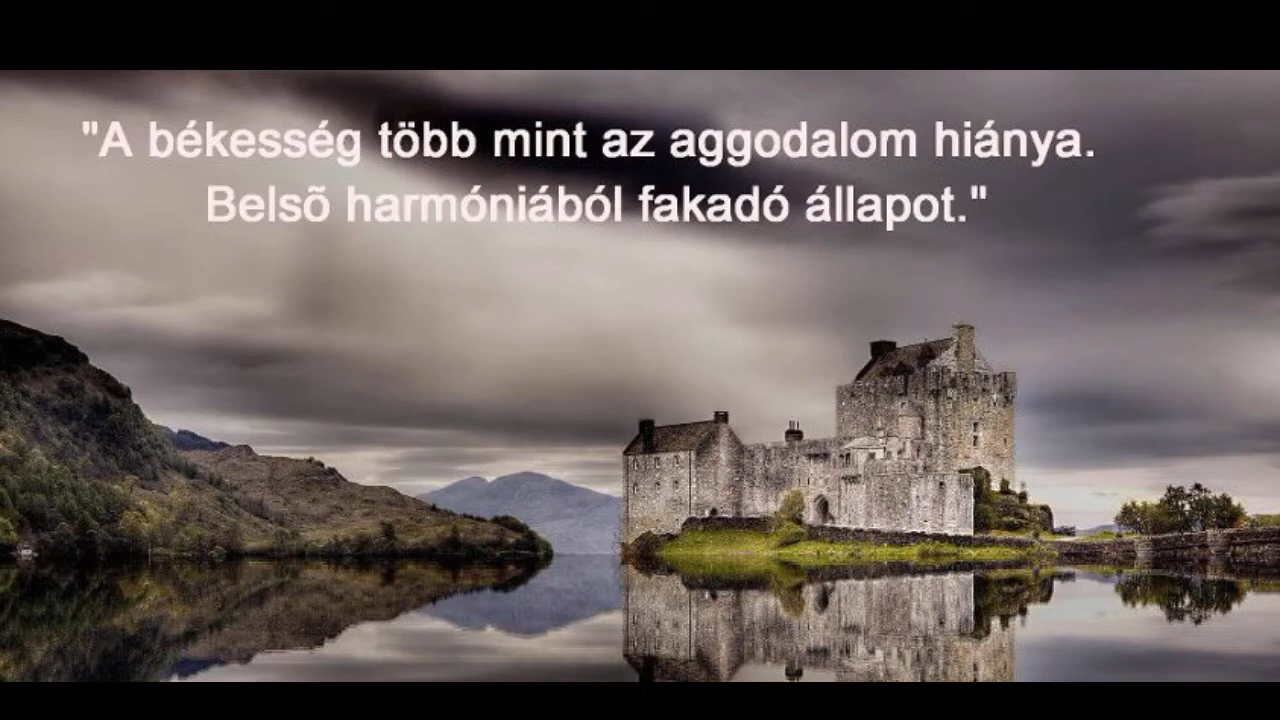 "A békesség több mint az aggodalom hiánya.
Belsõ harmóniából fakadó állapot."